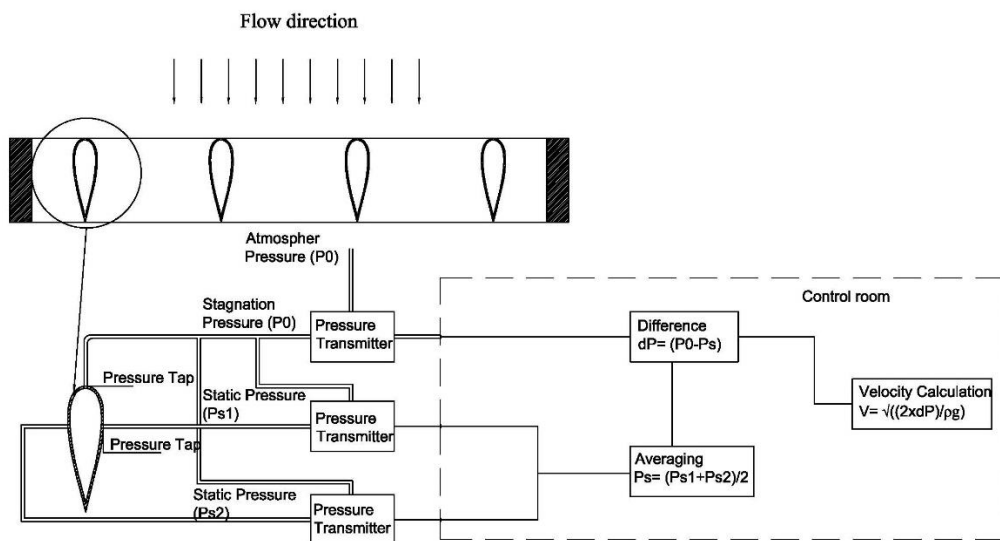 Flow direction
Atmospher
Pressure (P0)
Control room
Stagnation
Pressure (P0)
Pressure
Transmitter
Difference
dP= (P0-Ps)
Pressure Tap
Static Pressure
(Ps1)
Pressure
Transmitter
Velocity Calculation
V= √((2xdP)/ρg)
Pressure Tap
Averaging
Ps= (Ps1+Ps2)/2
Static Pressure
(Ps2)
Pressure
Transmitter